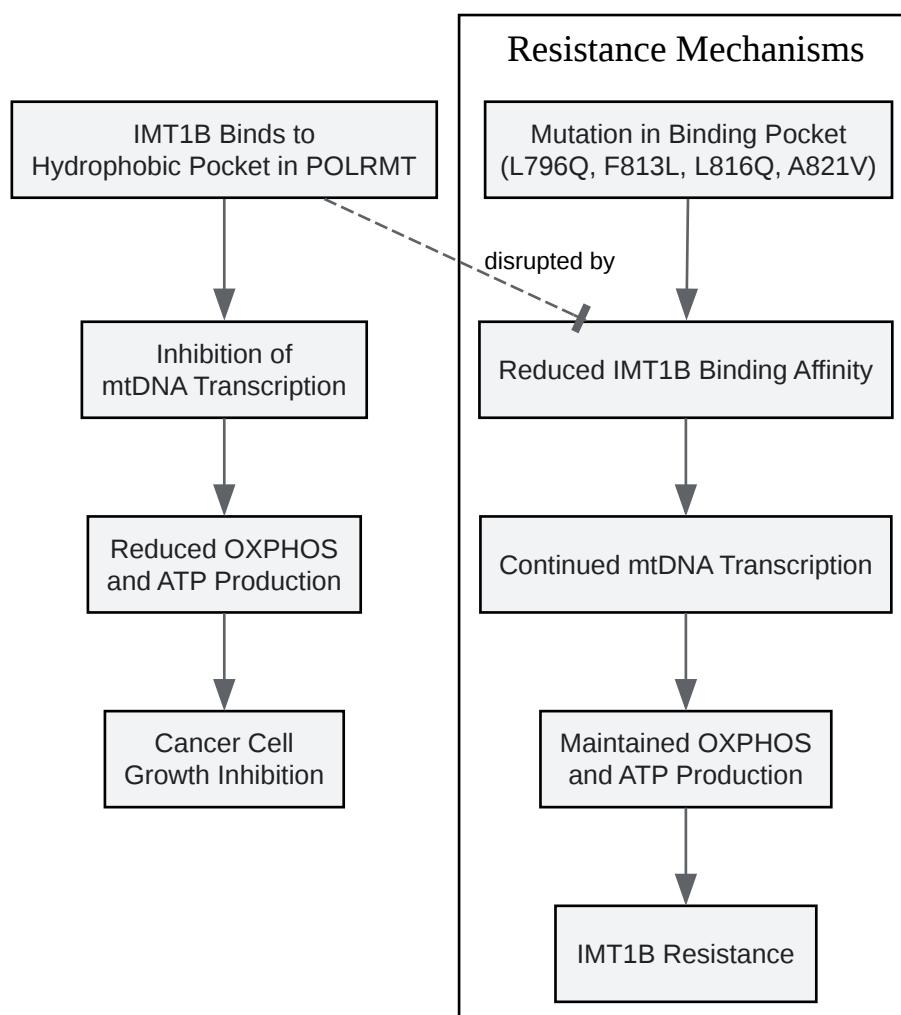 Resistance Mechanisms
IMT1B Binds to
Hydrophobic Pocket in POLRMT
Mutation in Binding Pocket
(L796Q, F813L, L816Q, A821V)
disrupted by
Inhibition of
mtDNA Transcription
Reduced IMT1B Binding Affinity
Reduced OXPHOS
and ATP Production
Continued mtDNA Transcription
Cancer Cell
Growth Inhibition
Maintained OXPHOS
and ATP Production
IMT1B Resistance